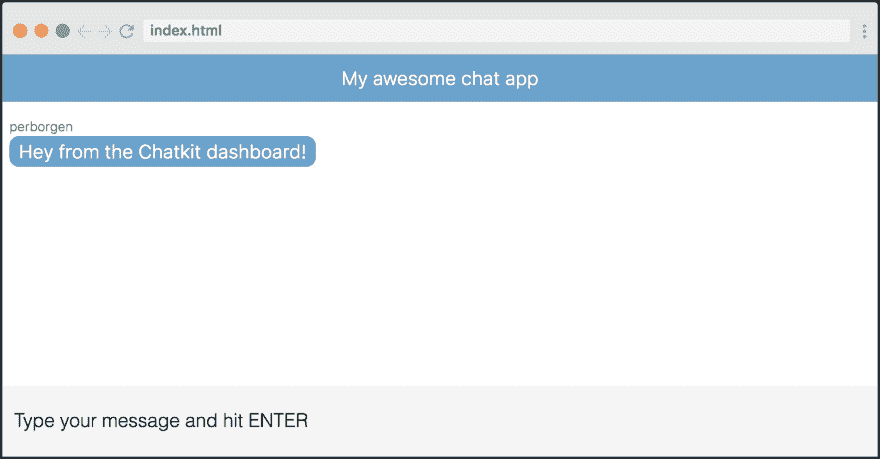 index.html
My awesome chat app
perborgen
Hey from the Chatkit dashboard!
Type your message and hit ENTER